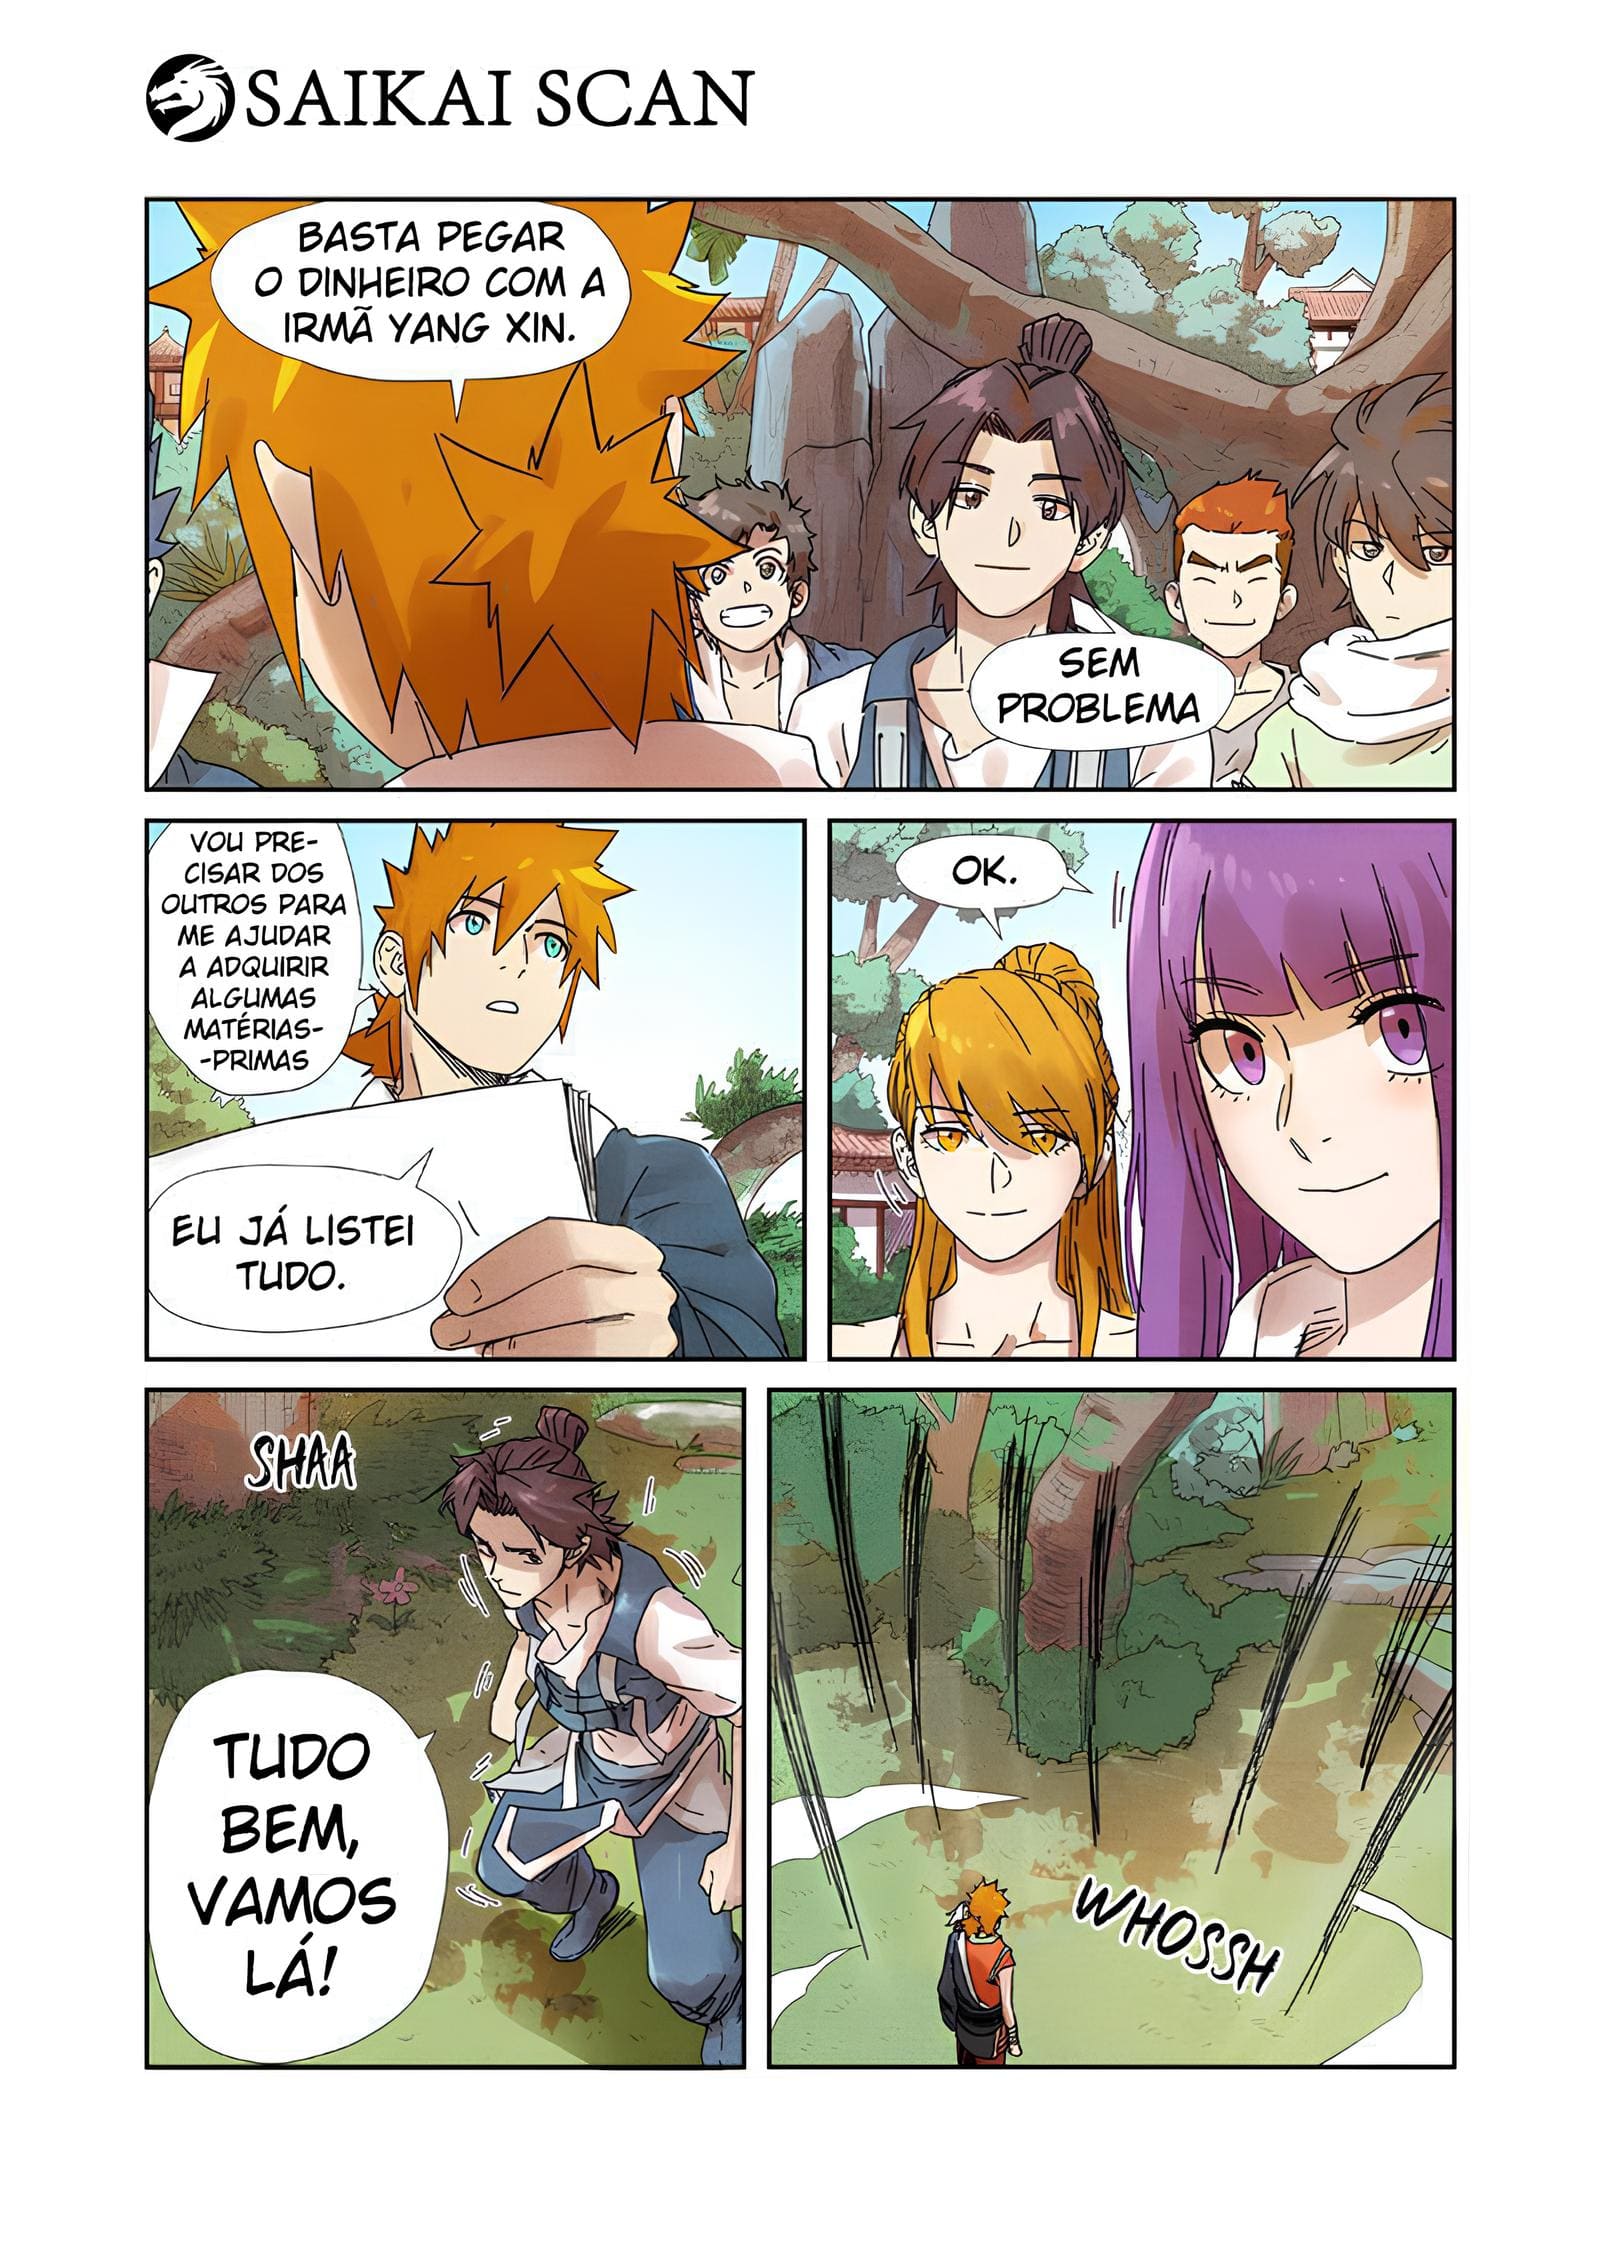 SAIKAI SCAN
BASTA PEGAR
O DINHEIRO COM A
IRMÃ YANG XIN.
SEM
PROBLEMA
VOU PRE-
CISAR DOS
OUTROS PARA
ME AJUDAR
A ADQUIRIR
ALGUMAS
MATÉRIAS-
-PRIMAS
EU JÁ LISTEI
TUDO.
OK.
SHAA
TUDO
BEM,
VAMOS
LÁ!
WHOSSH